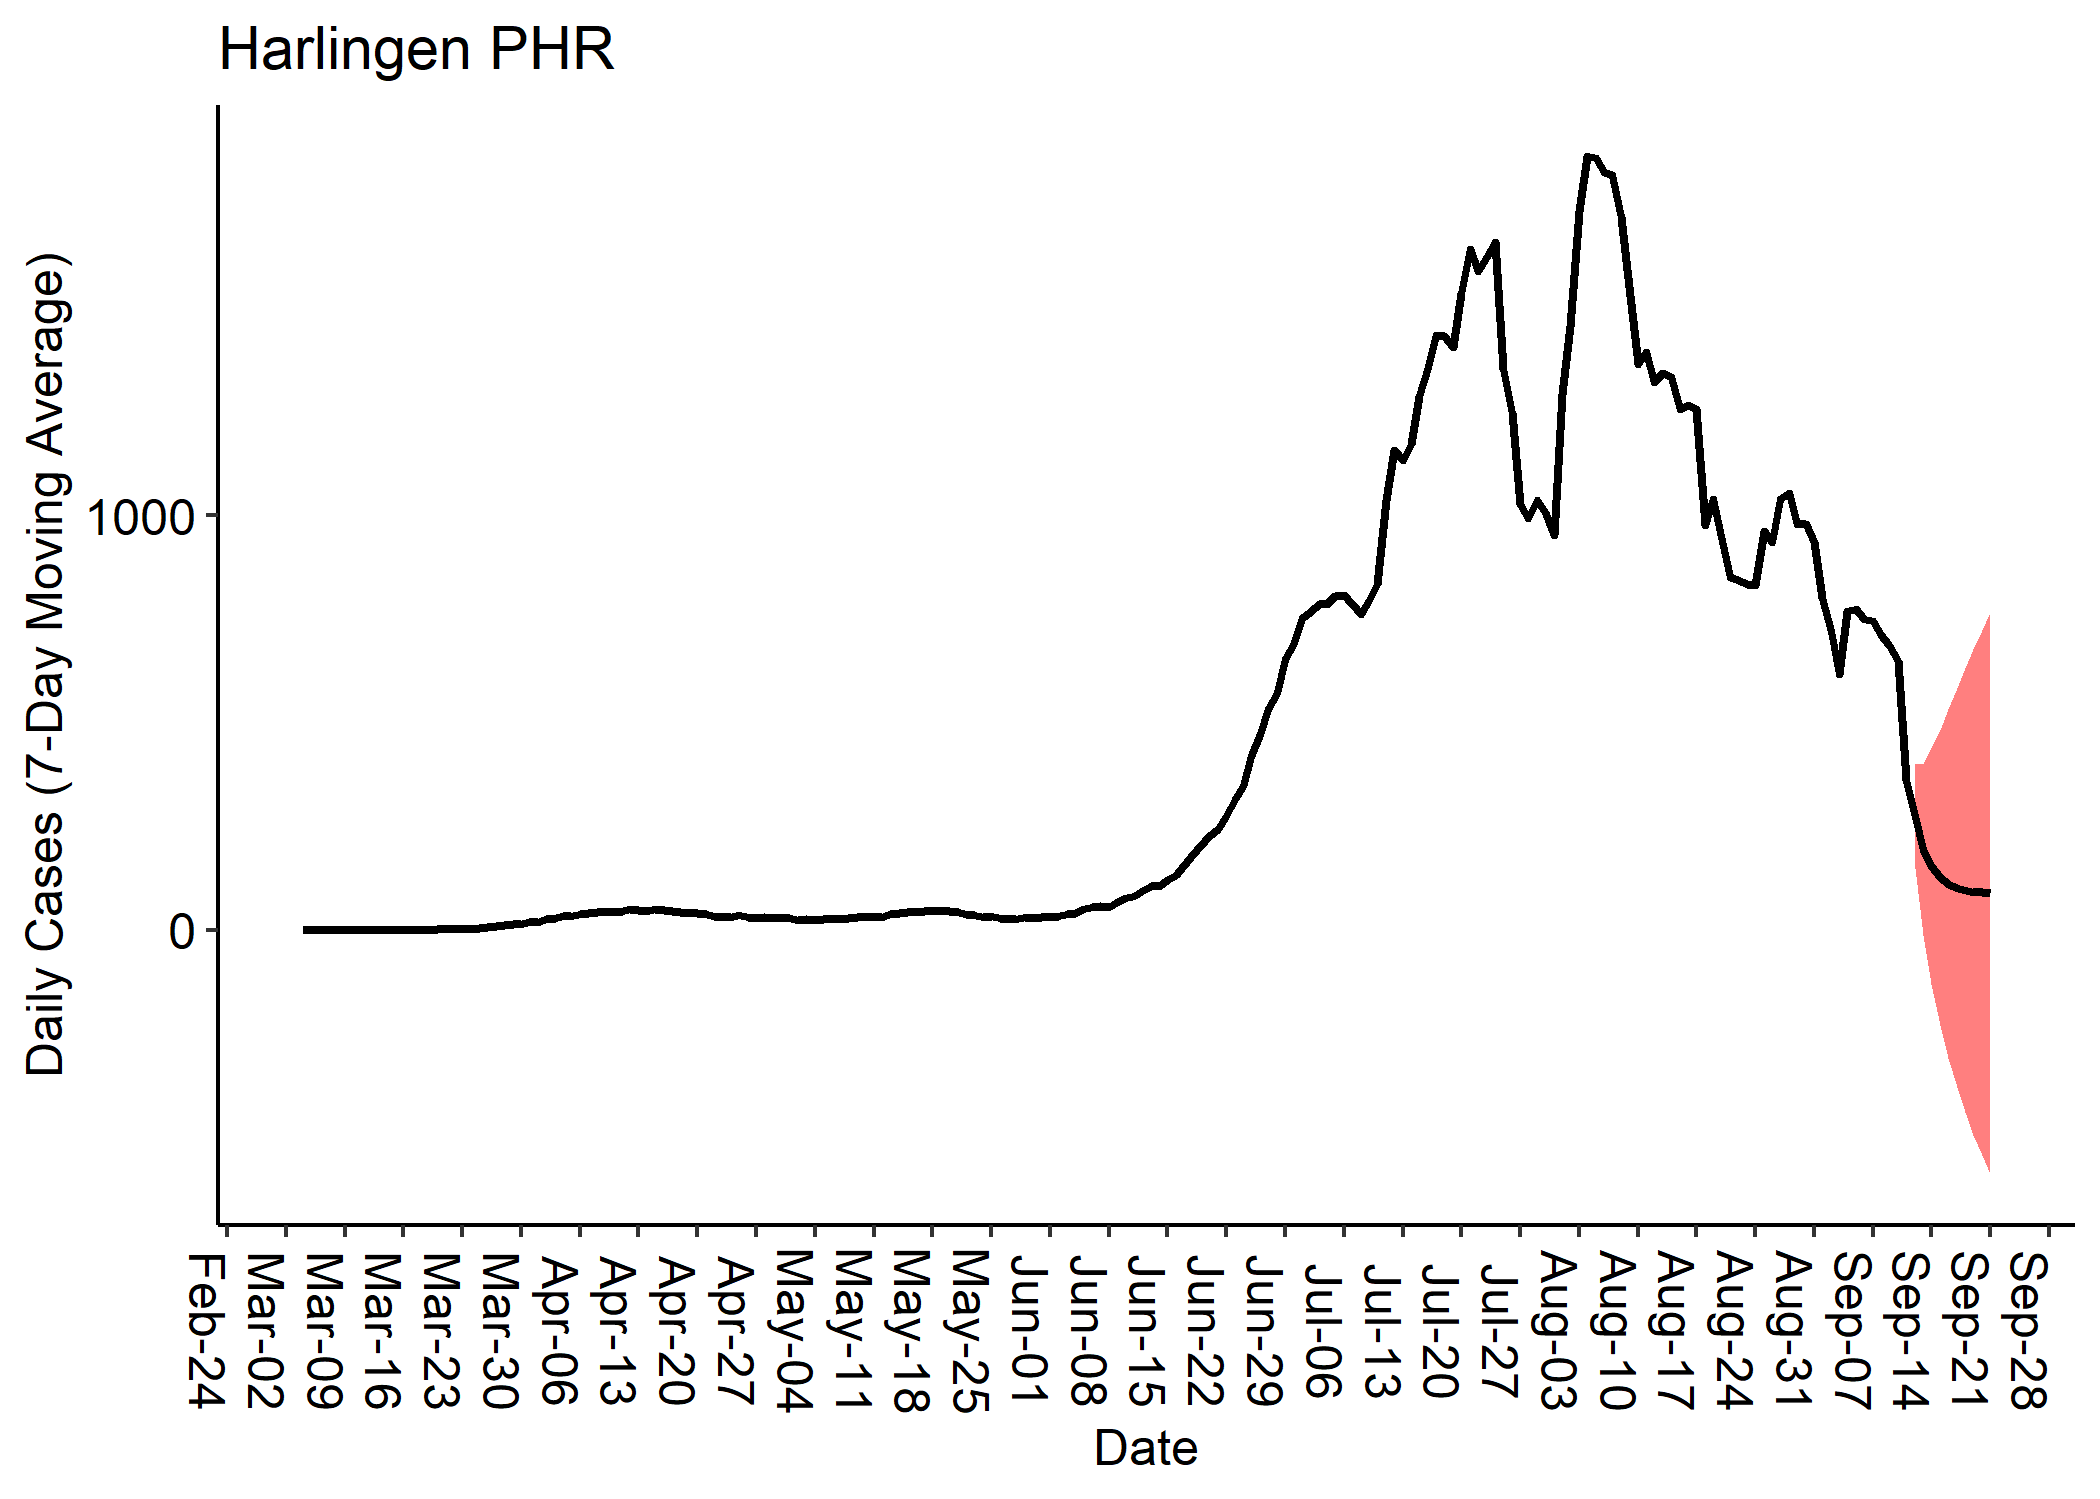 Harlingen PHR
Daily Cases (7-Day Moving Average)
1000
0
Feb-24
Mar-02
Mar-09
Mar-16
Mar-23
Mar-30
Apr-06
Apr-13
Apr-20
Apr-27
May-04
May-11
May-18
May-25
Jun-01
Jun-08
Jun-15
Jun-22
Jun-29
Jul-06
Jul-13
Jul-20
Jul-27
Aug-03
Aug-10
Aug-17
Aug-24
Aug-31
Sep-07
Sep-14
Sep-21
Sep-28
Date